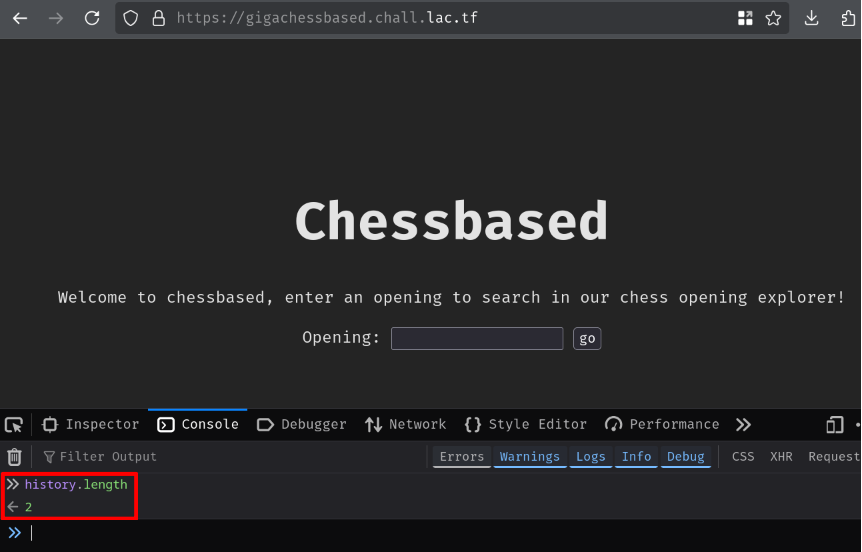 https://gigachessbased.chall.lac.tf
Chessbased
Welcome to chessbased, enter an opening to search in our chess opening explorer!
Opening: go
Inspector Console Debugger Network Style Editor Performance
Filter Output Errors Warnings Logs Info Debug CSS XHR Request
history.length
2